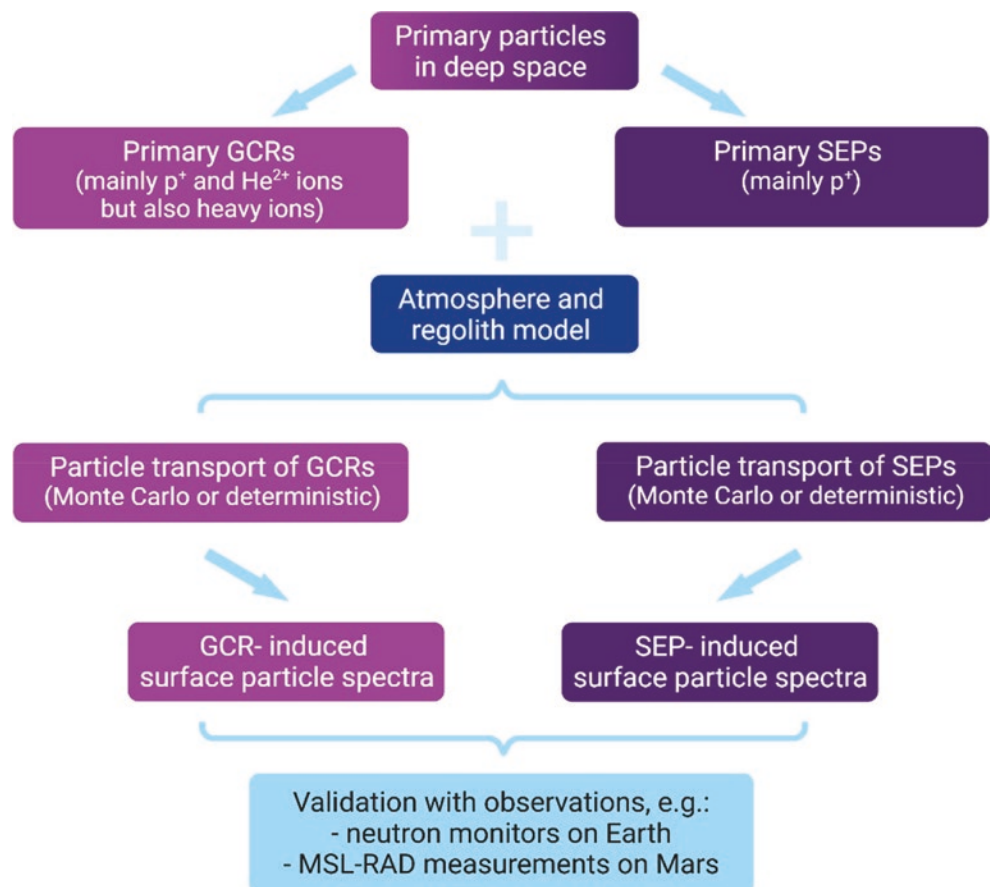 Primary particles
in deep space
Primary GCRs
(mainly p⁺ and He²⁺ ions
but also heavy ions)
Primary SEPs
(mainly p⁺)
+
Atmosphere and
regolith model
Particle transport of GCRs
(Monte Carlo or deterministic)
Particle transport of SEPs
(Monte Carlo or deterministic)
GCR- induced
surface particle spectra
SEP- induced
surface particle spectra
Validation with observations, e.g.:
- neutron monitors on Earth
- MSL-RAD measurements on Mars